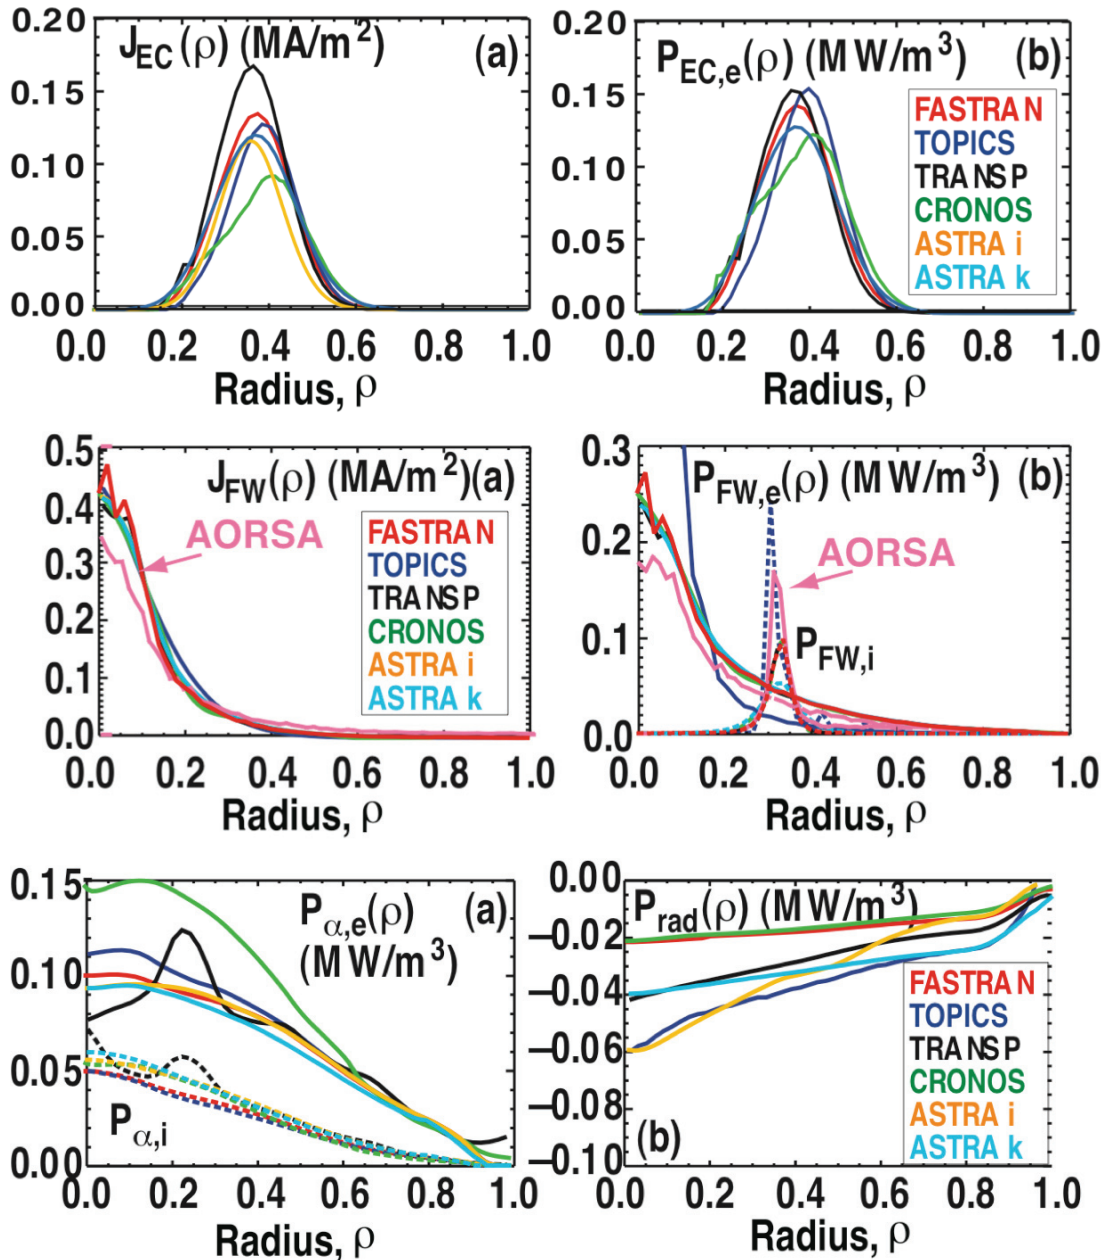 0.20
0.15
0.10
0.05
0.00
J_EC(ρ) (MA/m²)
(a)
0.0 0.2 0.4 0.6 0.8 1.0
Radius, ρ
0.20
0.15
0.10
0.05
0.00
P_EC,e(ρ) (MW/m³)
(b)
FASTRAN
TOPICS
TRANSP
CRONOS
ASTRA i
ASTRA k
0.0 0.2 0.4 0.6 0.8 1.0
Radius, ρ
0.5
0.4
0.3
0.2
0.1
0.0
J_FW(ρ) (MA/m²)(a)
AORSA
FASTRAN
TOPICS
TRANSP
CRONOS
ASTRA i
ASTRA k
0.0 0.2 0.4 0.6 0.8 1.0
Radius, ρ
0.3
0.2
0.1
0.0
P_FW,e(ρ) (MW/m³)
(b)
AORSA
P_FW,i
0.0 0.2 0.4 0.6 0.8 1.0
Radius, ρ
0.15
0.10
0.05
0.00
P_α,e(ρ)
(MW/m³)
(a)
P_α,i
0.0 0.2 0.4 0.6 0.8 1.0
Radius, ρ
0.00
−0.02
−0.04
−0.06
−0.08
−0.10
P_rad(ρ) (MW/m³)
FASTRAN
TOPICS
TRANSP
CRONOS
ASTRA i
ASTRA k
(b)
0.0 0.2 0.4 0.6 0.8 1.0
Radius, ρ